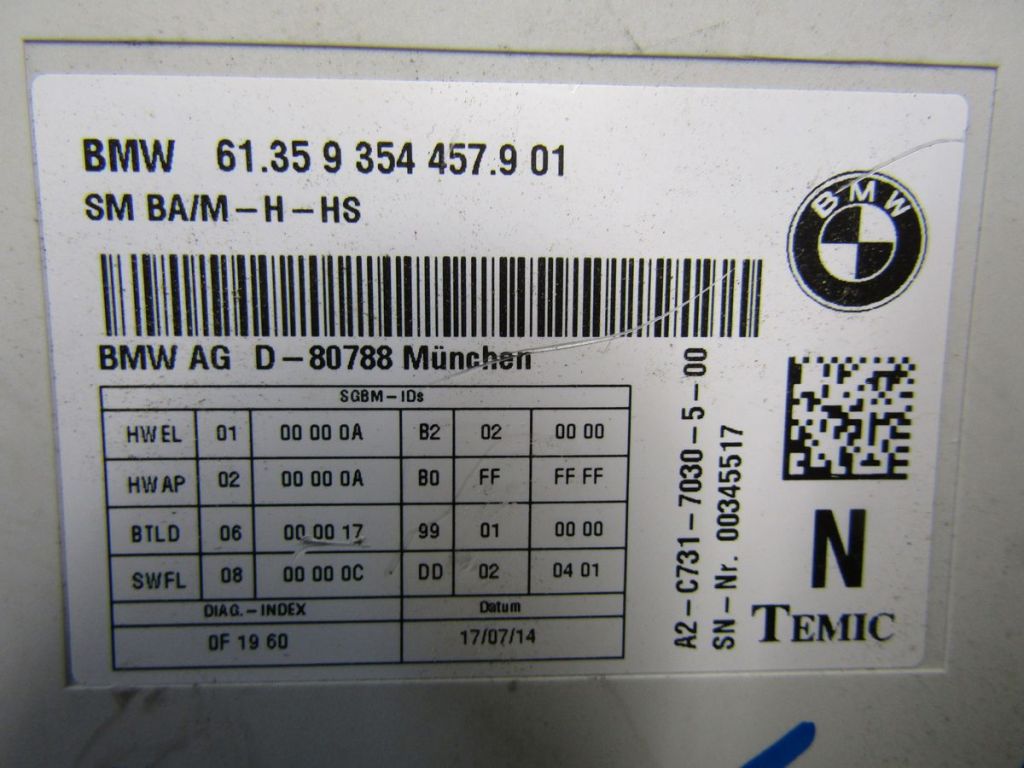 BMW 61.35 9 354 457.9 01
SM BA/M-H-HS
BMW
BMW AG D-80788 München
SGBM-IDs
HWEL 01 00 00 0A B2 02 00 00
HWAP 02 00 00 0A B0 FF FF FF
BTLD 06 00 00 17 99 01 00 00
SWFL 08 00 00 0C DD 02 04 01
DIAG.-INDEX Datum
0F 19 60 17/07/14
A2-C731-7030-5-00
SN-Nr. 00345517
N
TEMIC